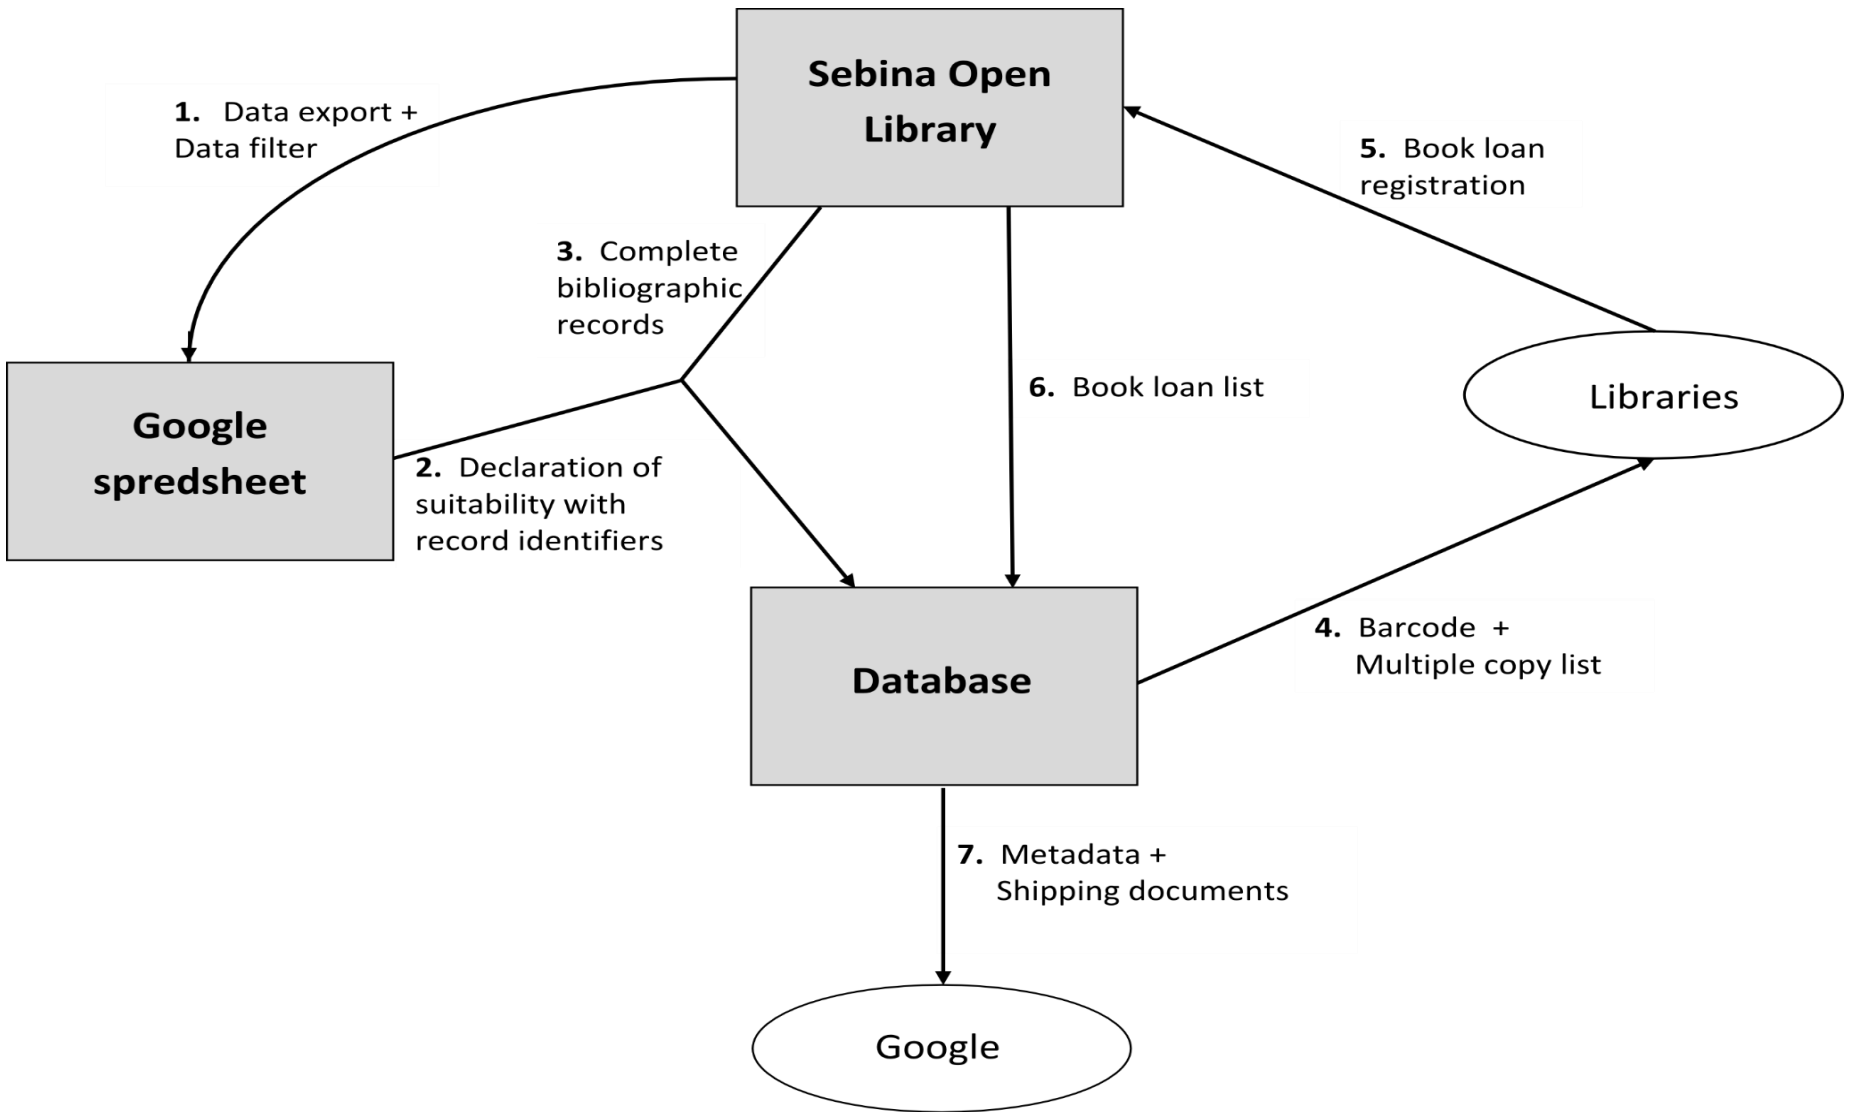 Sebina Open
Library
1. Data export +
Data filter
5. Book loan
registration
3. Complete
bibliographic
records
6. Book loan list
Libraries
Google
spredsheet
2. Declaration of
suitability with
record identifiers
4. Barcode +
Multiple copy list
Database
7. Metadata +
Shipping documents
Google